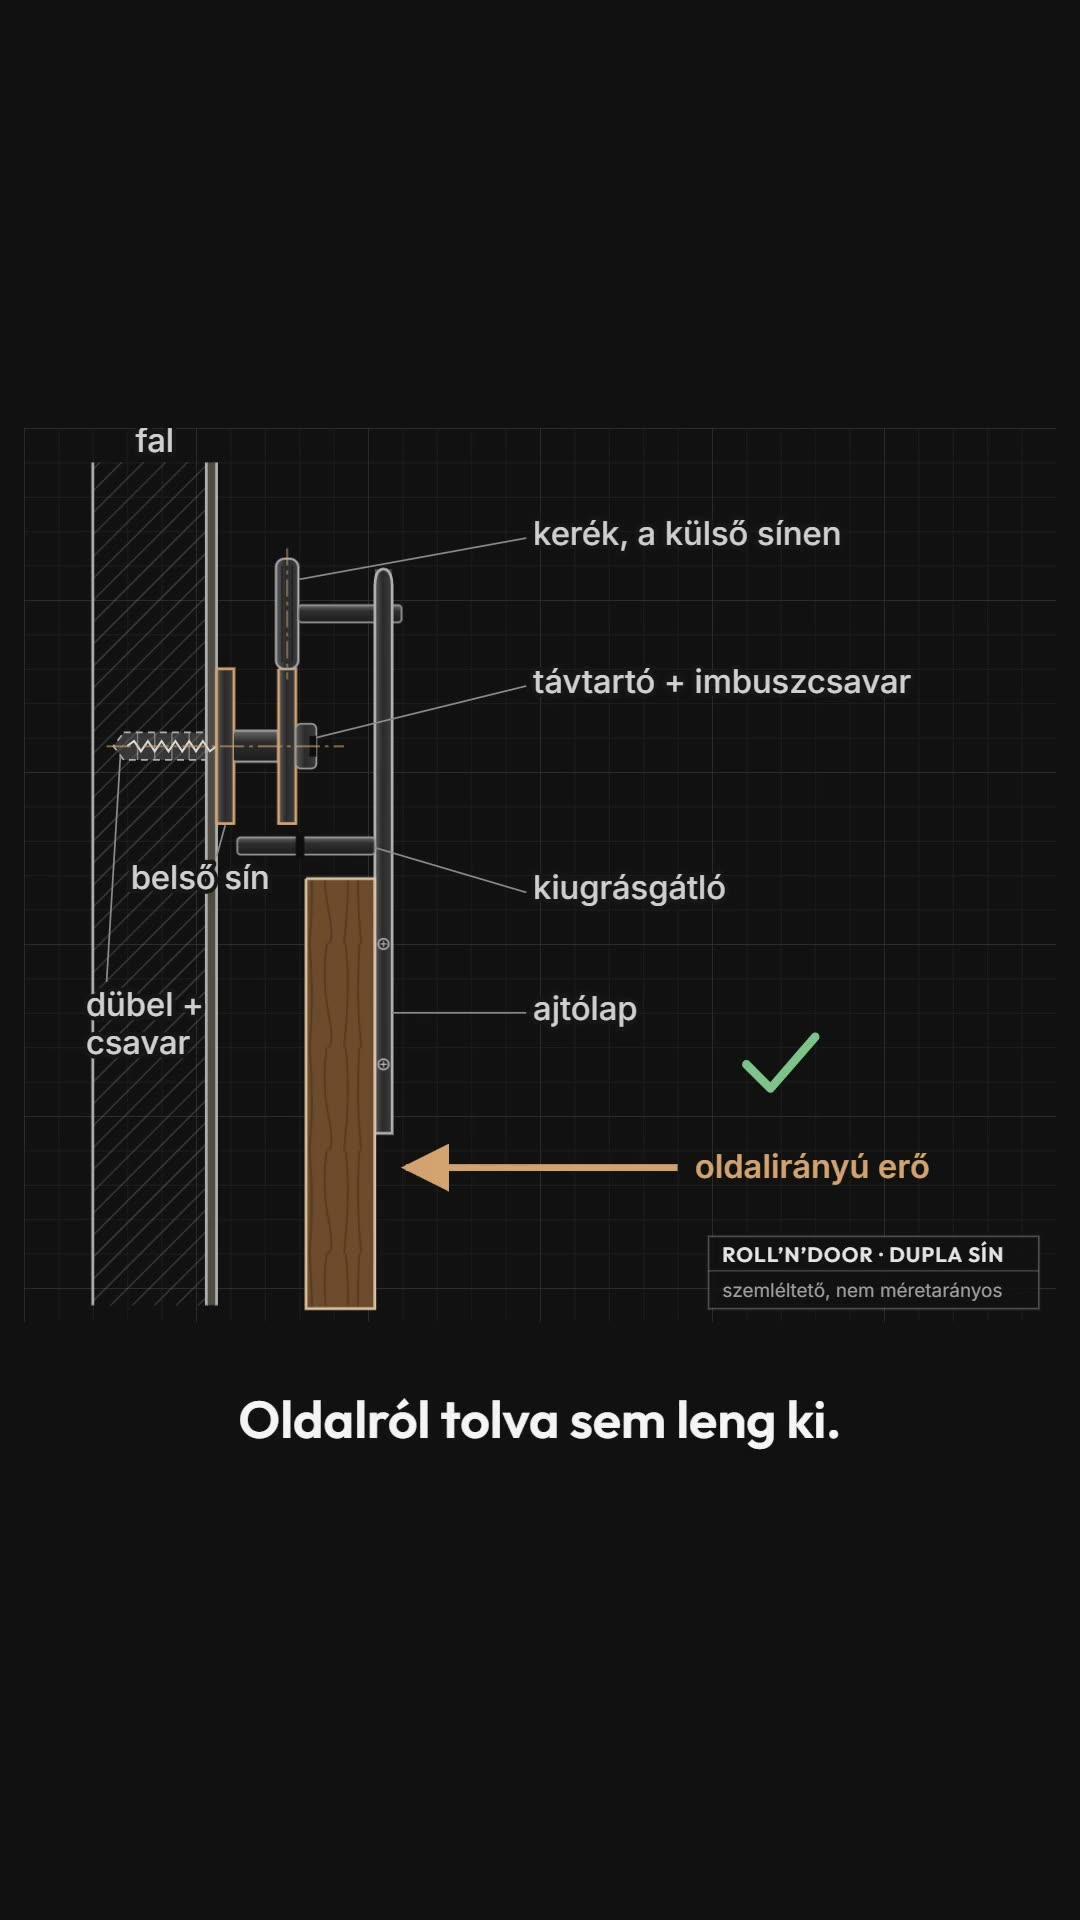 fal
kerék, a külső sínen
távtartó + imbuszcsavar
belső sín
kiugrásgátló
dübel +
csavar
ajtólap
oldalirányú erő
ROLL’N’DOOR · DUPLA SÍN
szemléltető, nem méretarányos
Oldalról tolva sem leng ki.